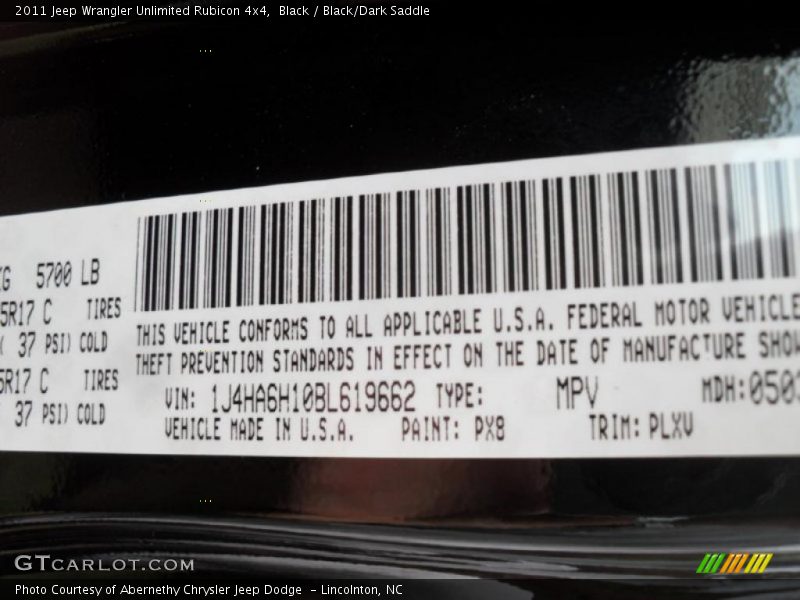 2011 Jeep Wrangler Unlimited Rubicon 4x4,  Black / Black/Dark Saddle
5700 LB
5R17 C TIRES
37 PSI) COLD
5R17 C TIRES
37 PSI) COLD
THIS VEHICLE CONFORMS TO ALL APPLICABLE U.S.A. FEDERAL MOTOR VEHICLE
THEFT PREVENTION STANDARDS IN EFFECT ON THE DATE OF MANUFACTURE
VIN: 1J4HA6H10BL619662 TYPE: MPV MDH:050
VEHICLE MADE IN U.S.A. PAINT: PX8 TRIM: PLXV
GTCARLOT.COM
Photo Courtesy of Abernethy Chrysler Jeep Dodge  – Lincolnton, NC